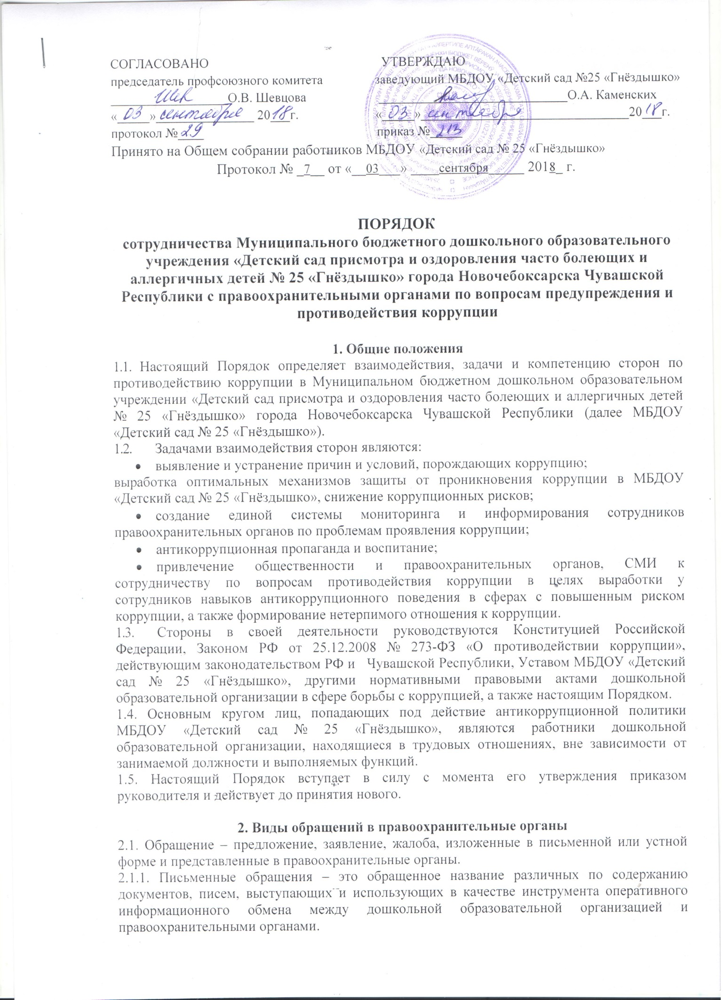 СОГЛАСОВАНО УТВЕРЖДАЮ
председатель профсоюзного комитета заведующий МБДОУ «Детский сад №25 «Гнёздышко»
О.В. Шевцова О.А. Каменских
«03» сентября 2018г. «03» сентября 2018г.
протокол № 29 приказ № 213
Принято на Общем собрании работников МБДОУ «Детский сад № 25 «Гнёздышко»
Протокол № _7__ от «__03___» ____сентября_____ 2018_ г.
ПОРЯДОК
сотрудничества Муниципального бюджетного дошкольного образовательного
учреждения «Детский сад присмотра и оздоровления часто болеющих и
аллергичных детей № 25 «Гнёздышко» города Новочебоксарска Чувашской
Республики с правоохранительными органами по вопросам предупреждения и
противодействия коррупции
1. Общие положения
1.1. Настоящий Порядок определяет взаимодействия, задачи и компетенцию сторон по
противодействию коррупции в Муниципальном бюджетном дошкольном образовательном
учреждении «Детский сад присмотра и оздоровления часто болеющих и аллергичных детей
№ 25 «Гнёздышко» города Новочебоксарска Чувашской Республики (далее МБДОУ
«Детский сад № 25 «Гнёздышко»).
1.2. Задачами взаимодействия сторон являются:
• выявление и устранение причин и условий, порождающих коррупцию;
выработка оптимальных механизмов защиты от проникновения коррупции в МБДОУ
«Детский сад № 25 «Гнёздышко», снижение коррупционных рисков;
• создание единой системы мониторинга и информирования сотрудников
правоохранительных органов по проблемам проявления коррупции;
• антикоррупционная пропаганда и воспитание;
• привлечение общественности и правоохранительных органов, СМИ к
сотрудничеству по вопросам противодействия коррупции в целях выработки у
сотрудников навыков антикоррупционного поведения в сферах с повышенным риском
коррупции, а также формирование нетерпимого отношения к коррупции.
1.3. Стороны в своей деятельности руководствуются Конституцией Российской
Федерации, Законом РФ от 25.12.2008 № 273-ФЗ «О противодействии коррупции»,
действующим законодательством РФ и Чувашской Республики, Уставом МБДОУ «Детский
сад № 25 «Гнёздышко», другими нормативными правовыми актами дошкольной
образовательной организации в сфере борьбы с коррупцией, а также настоящим Порядком.
1.4. Основным кругом лиц, попадающих под действие антикоррупционной политики
МБДОУ «Детский сад № 25 «Гнёздышко», являются работники дошкольной
образовательной организации, находящиеся в трудовых отношениях, вне зависимости от
занимаемой должности и выполняемых функций.
1.5. Настоящий Порядок вступает в силу с момента его утверждения приказом
руководителя и действует до принятия нового.
2. Виды обращений в правоохранительные органы
2.1. Обращение – предложение, заявление, жалоба, изложенные в письменной или устной
форме и представленные в правоохранительные органы.
2.1.1. Письменные обращения – это обращенное название различных по содержанию
документов, писем, выступающих и использующих в качестве инструмента оперативного
информационного обмена между дошкольной образовательной организацией и
правоохранительными органами.